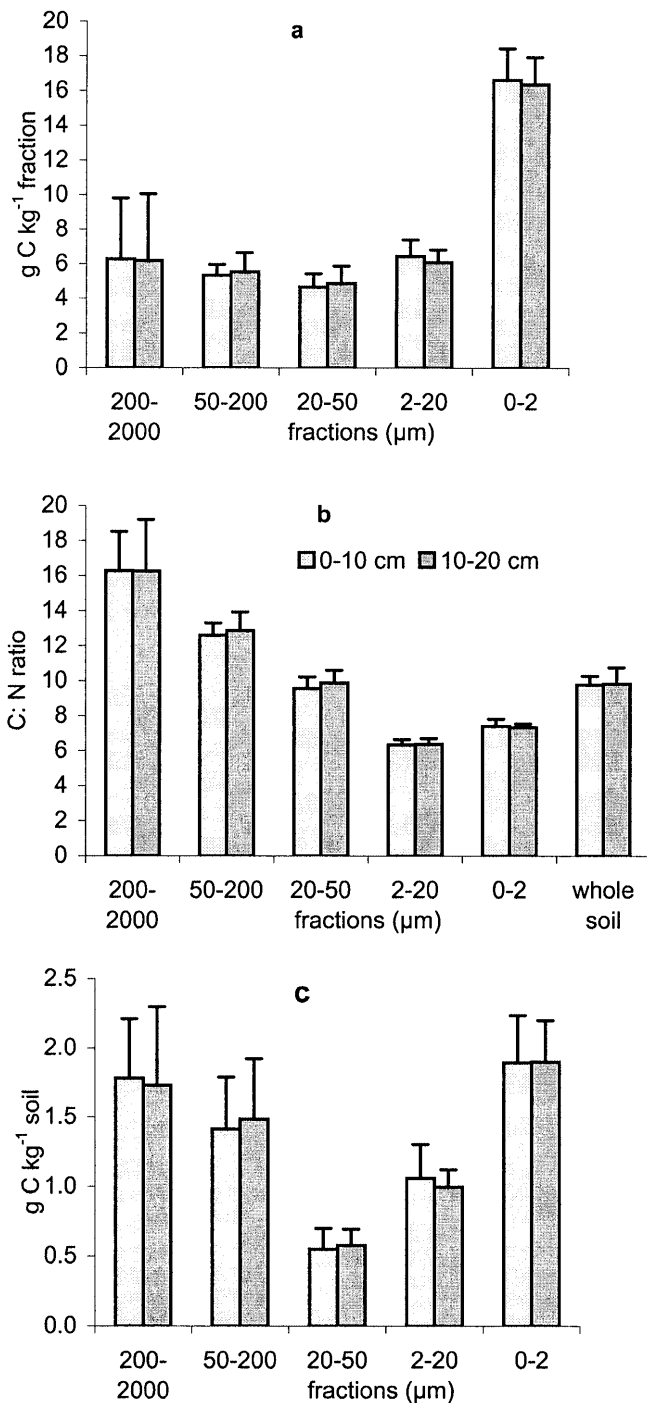 a
g C kg⁻¹ fraction
20
18
16
14
12
10
8
6
4
2
0
200-2000 50-200 20-50 2-20 0-2
fractions (µm)
b
0-10 cm 10-20 cm
C: N ratio
20
18
16
14
12
10
8
6
4
2
0
200-2000 50-200 20-50 2-20 0-2 whole soil
fractions (µm)
c
g C kg⁻¹ soil
2.5
2.0
1.5
1.0
0.5
0.0
200-2000 50-200 20-50 2-20 0-2
fractions (µm)